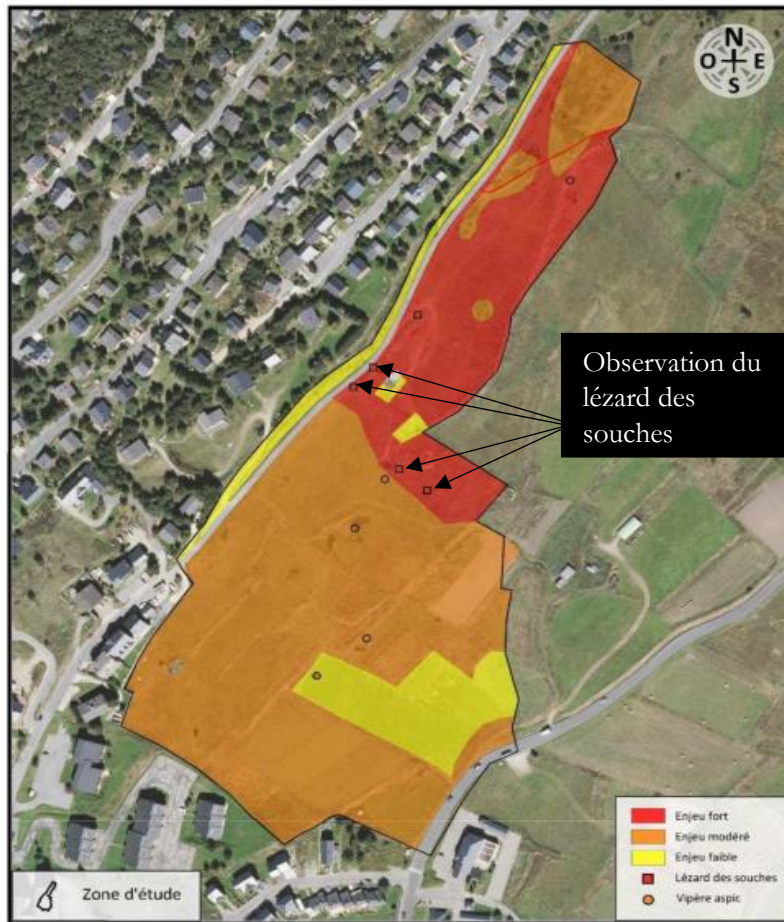 N
O E
S
Observation du
lézard des
souches
Enjeu fort
Enjeu modéré
Enjeu faible
Lézard des souches
Vipère aspic
Zone d'étude